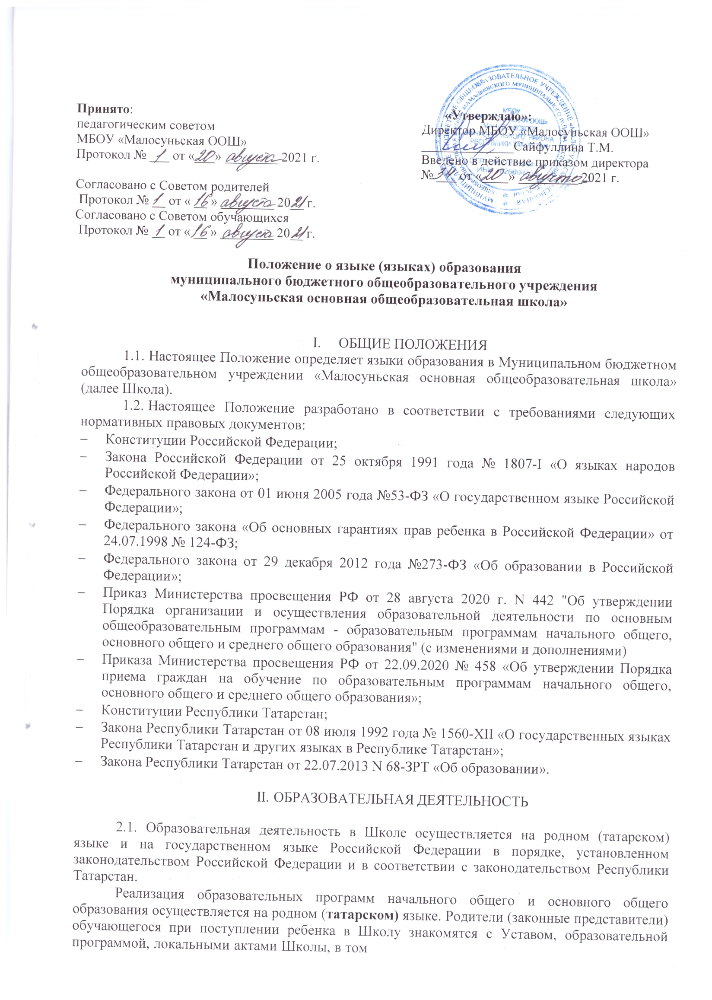 Принято:
педагогическим советом
МБОУ «Малосуньская ООШ»
Протокол № 1 от «20» августа 2021 г.
Согласовано с Советом родителей
Протокол № 1 от «16» августа 2021 г.
Согласовано с Советом обучающихся
Протокол № 1 от «16» августа 2021 г.
«Утверждаю»:
Директор МБОУ «Малосуньская ООШ»
Сайфуллина Т.М.
Введено в действие приказом директора
№ 34 от «20» августа 2021 г.
МБОУ
РЕСПУБЛИКИ ТАТАРСТАН
Положение о языке (языках) образования
муниципального бюджетного общеобразовательного учреждения
«Малосуньская основная общеобразовательная школа»
I. ОБЩИЕ ПОЛОЖЕНИЯ
1.1. Настоящее Положение определяет языки образования в Муниципальном бюджетном
общеобразовательном учреждении «Малосуньская основная общеобразовательная школа»
(далее Школа).
1.2. Настоящее Положение разработано в соответствии с требованиями следующих
нормативных правовых документов:
– Конституции Российской Федерации;
– Закона Российской Федерации от 25 октября 1991 года № 1807-I «О языках народов
Российской Федерации»;
– Федерального закона от 01 июня 2005 года №53-ФЗ «О государственном языке Российской
Федерации»;
– Федерального закона «Об основных гарантиях прав ребенка в Российской Федерации» от
24.07.1998 № 124-ФЗ;
– Федерального закона от 29 декабря 2012 года №273-ФЗ «Об образовании в Российской
Федерации»;
– Приказ Министерства просвещения РФ от 28 августа 2020 г. N 442 "Об утверждении
Порядка организации и осуществления образовательной деятельности по основным
общеобразовательным программам - образовательным программам начального общего,
основного общего и среднего общего образования" (с изменениями и дополнениями)
– Приказа Министерства просвещения РФ от 22.09.2020 № 458 «Об утверждении Порядка
приема граждан на обучение по образовательным программам начального общего,
основного общего и среднего общего образования»;
– Конституции Республики Татарстан;
– Закона Республики Татарстан от 08 июля 1992 года № 1560-XII «О государственных языках
Республики Татарстан и других языках в Республике Татарстан»;
– Закона Республики Татарстан от 22.07.2013 N 68-ЗРТ «Об образовании».
II. ОБРАЗОВАТЕЛЬНАЯ ДЕЯТЕЛЬНОСТЬ
2.1. Образовательная деятельность в Школе осуществляется на родном (татарском)
языке и на государственном языке Российской Федерации в порядке, установленном
законодательством Российской Федерации и в соответствии с законодательством Республики
Татарстан.
Реализация образовательных программ начального общего и основного общего
образования осуществляется на родном (татарском) языке. Родители (законные представители)
обучающегося при поступлении ребенка в Школу знакомятся с Уставом, образовательной
программой, локальными актами Школы, в том